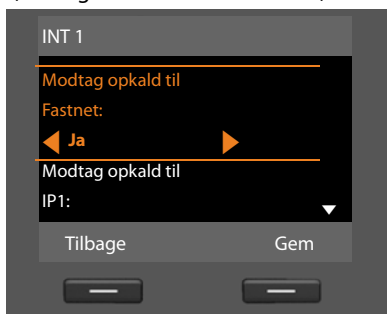 INT 1
Modtag opkald til
Fastnet:
Ja
Modtag opkald til
IP1:
Tilbage Gem